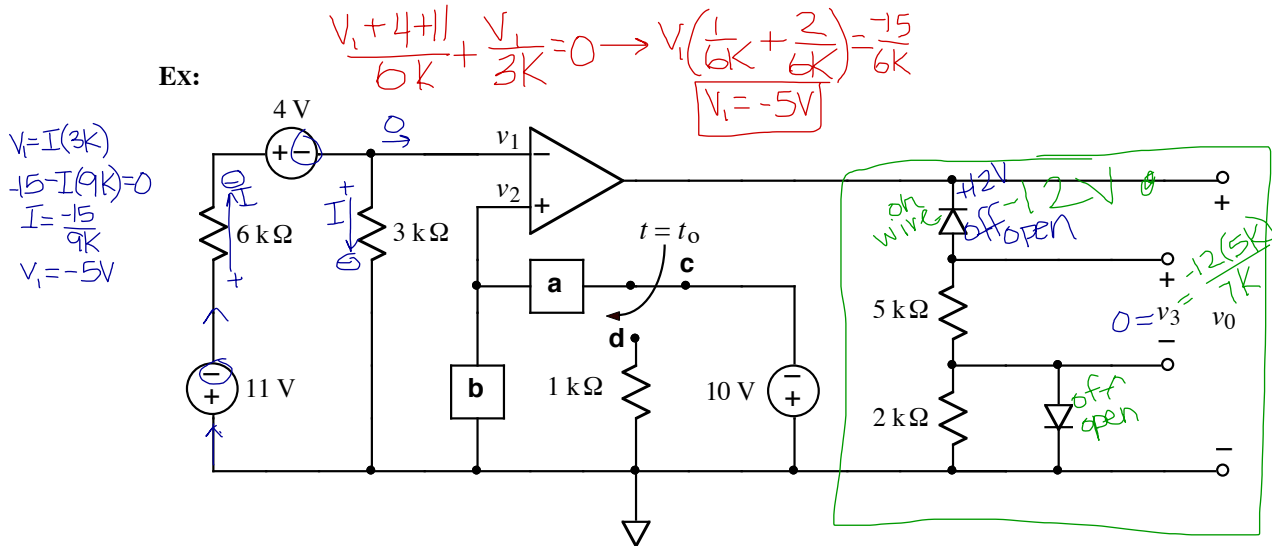 (V₁+4+11)/6K + V₁/3K = 0 → V₁(1/6K + 2/6K) = -15/6K
V₁ = -5V
Ex:
4 V
+ −
V₁=I(3K)
-15-I(9K)=0
I = -15/9K
V₁ = -5V
⊖
I
+
6 kΩ
+
I
⊖
3 kΩ
0
→
v₁
−
v₂
+
− +
11 V
a
b
t = tₒ
c
d
1 kΩ
− +
10 V
on
wire
+12V
off
open
-12V
+
+
5 kΩ
0 = v₃ = -12(5K)/7K
v₀
−
2 kΩ
off
open
−